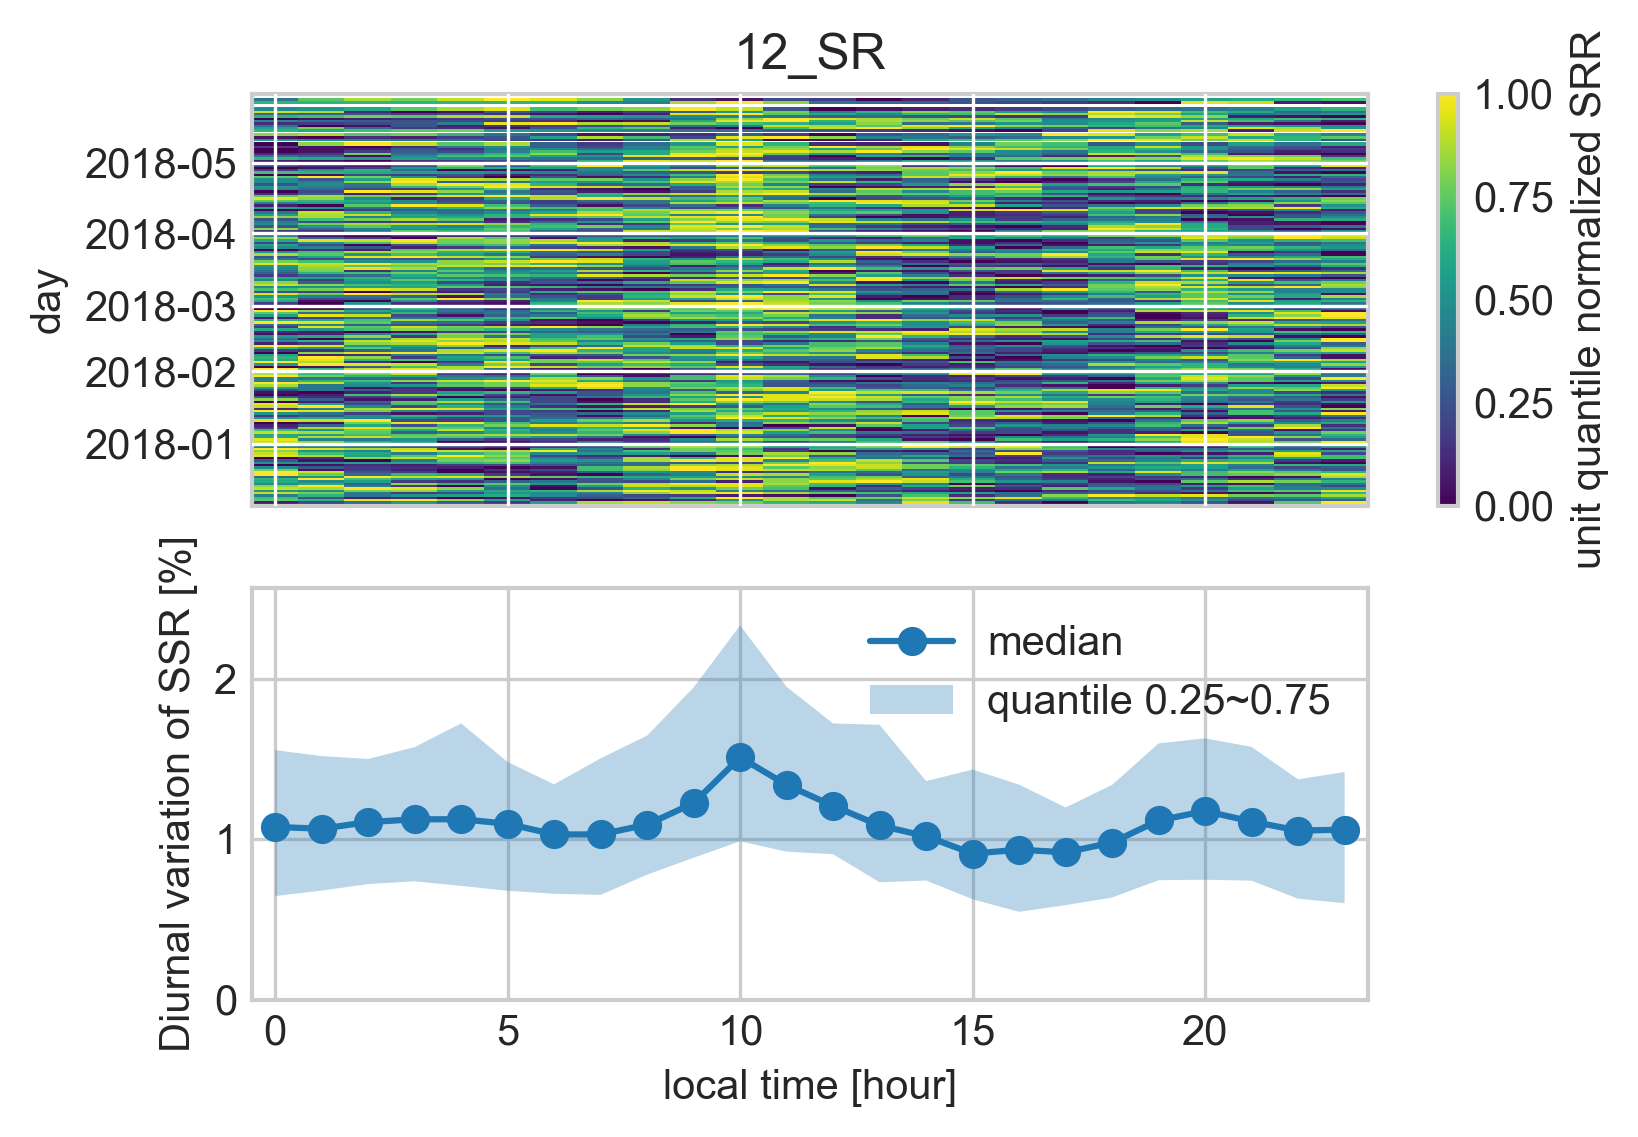 12_SR
day
2018-05
2018-04
2018-03
2018-02
2018-01
1.00
0.75
0.50
0.25
0.00
unit quantile normalized SRR
Diurnal variation of SSR [%]
2
1
0
median
quantile 0.25~0.75
0 5 10 15 20
local time [hour]